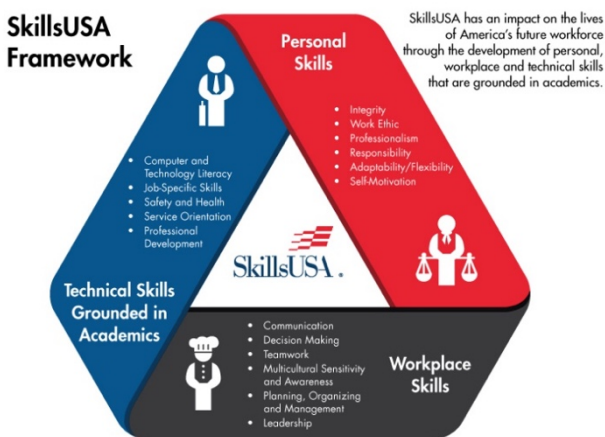 SkillsUSA
Framework
SkillsUSA has an impact on the lives
of America's future workforce
through the development of personal,
workplace and technical skills
that are grounded in academics.
Personal
Skills
• Integrity
• Work Ethic
• Professionalism
• Responsibility
• Adaptability/Flexibility
• Self-Motivation
• Computer and
Technology Literacy
• Job-Specific Skills
• Safety and Health
• Service Orientation
• Professional
Development
SkillsUSA®
Technical Skills
Grounded in
Academics
• Communication
• Decision Making
• Teamwork
• Multicultural Sensitivity
and Awareness
• Planning, Organizing
and Management
• Leadership
Workplace
Skills